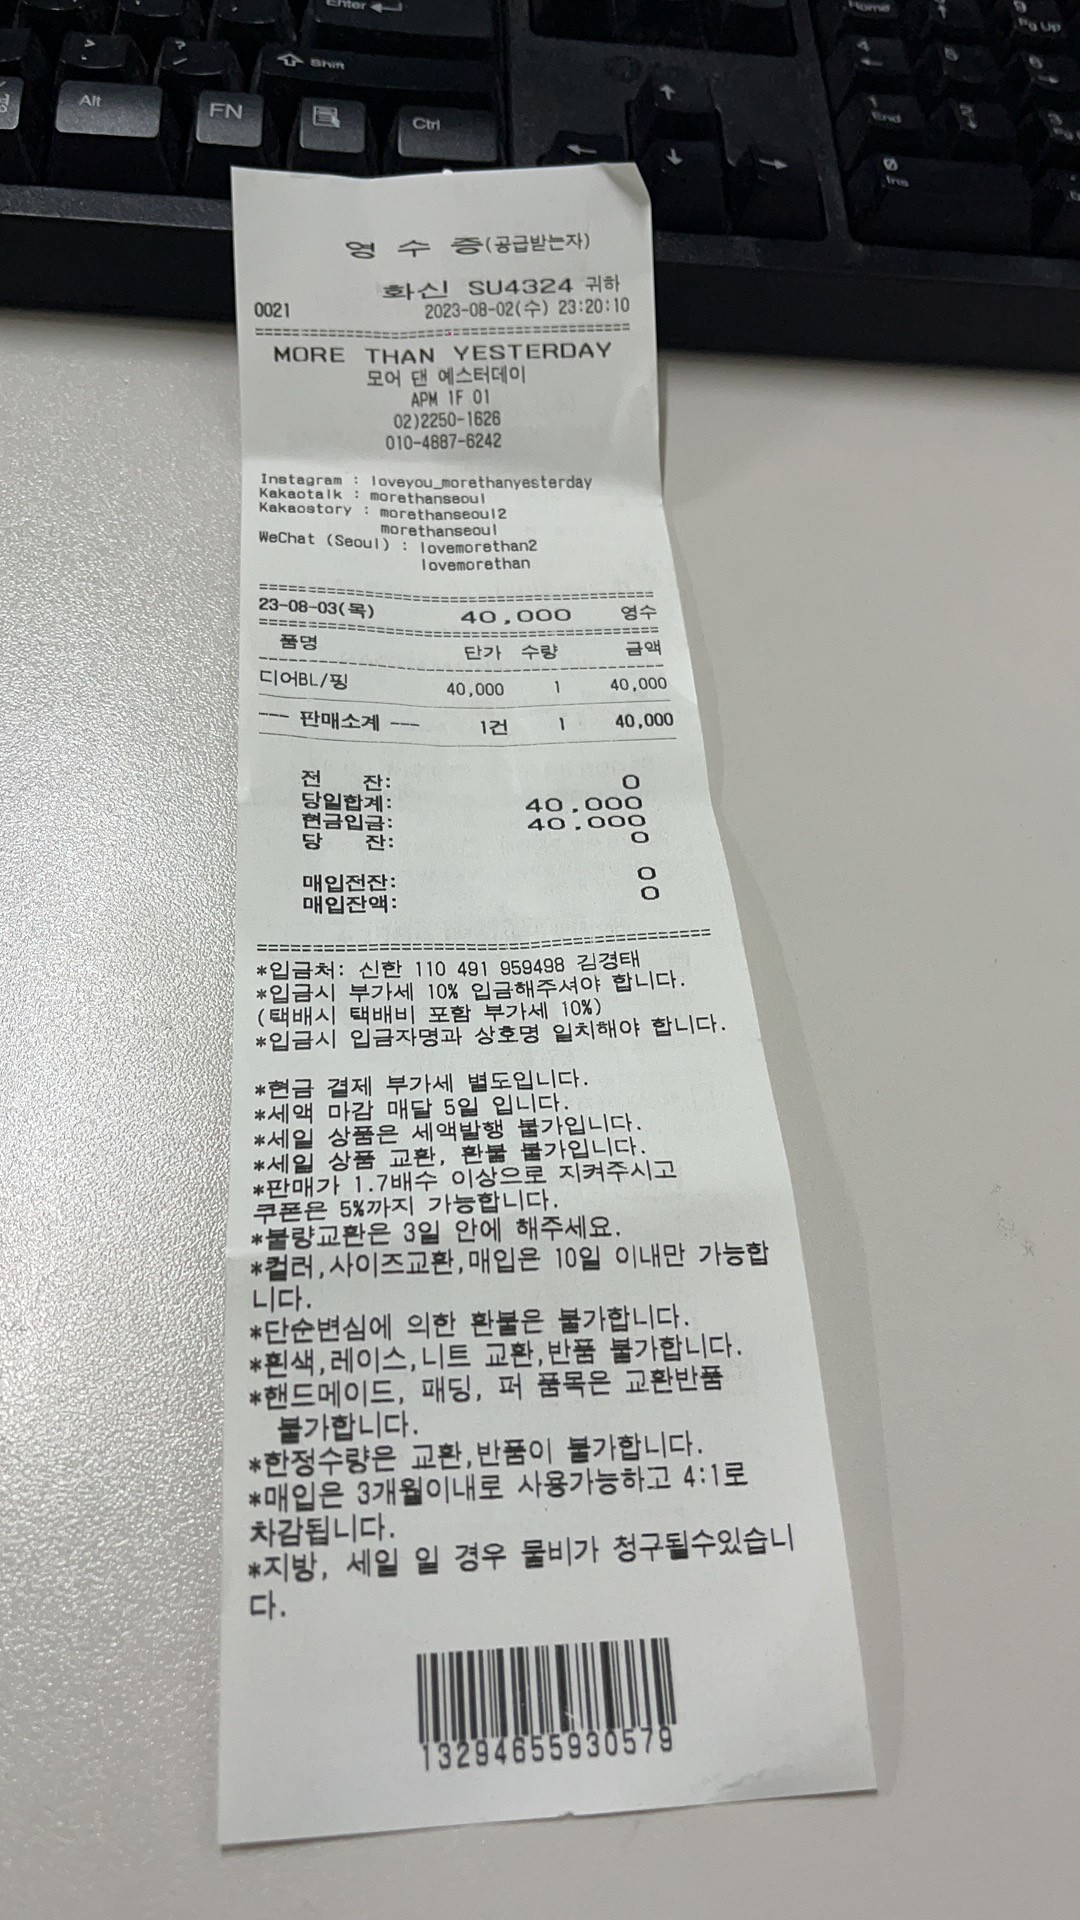 Enter
Home
Pg Up
Shift
Alt
FN
Ctrl
End
Ins
영 수 증(공급받는자)
화신 SU4324 귀하
0021 2023-08-02(수) 23:20:10
================================
MORE THAN YESTERDAY
모어 댄 예스터데이
APM 1F 01
02)2250-1626
010-4887-6242
Instagram : loveyou_morethanyesterday
Kakaotalk : morethanseoul
Kakaostory : morethanseoul2
morethanseoul
WeChat (Seoul) : lovemorethan2
lovemorethan
================================
23-08-03(목) 40,000 영수
================================
품명 단가 수량 금액
디어BL/핑 40,000 1 40,000
--- 판매소계 --- 1건 1 40,000
전 잔: 0
당일합계: 40,000
현금입금: 40,000
당 잔: 0
매입전잔: 0
매입잔액: 0
================================
*입금처: 신한 110 491 959498 김경태
*입금시 부가세 10% 입금해주셔야 합니다.
(택배시 택배비 포함 부가세 10%)
*입금시 입금자명과 상호명 일치해야 합니다.
*현금 결제 부가세 별도입니다.
*세액 마감 매달 5일 입니다.
*세일 상품은 세액발행 불가입니다.
*세일 상품 교환, 환불 불가입니다.
*판매가 1.7배수 이상으로 지켜주시고
쿠폰은 5%까지 가능합니다.
*불량교환은 3일 안에 해주세요.
*컬러,사이즈교환,매입은 10일 이내만 가능합
니다.
*단순변심에 의한 환불은 불가합니다.
*흰색,레이스,니트 교환,반품 불가합니다.
*핸드메이드, 패딩, 퍼 품목은 교환반품
불가합니다.
*한정수량은 교환,반품이 불가합니다.
*매입은 3개월이내로 사용가능하고 4:1로
차감됩니다.
*지방, 세일 일 경우 물비가 청구될수있습니
다.
13294655930579